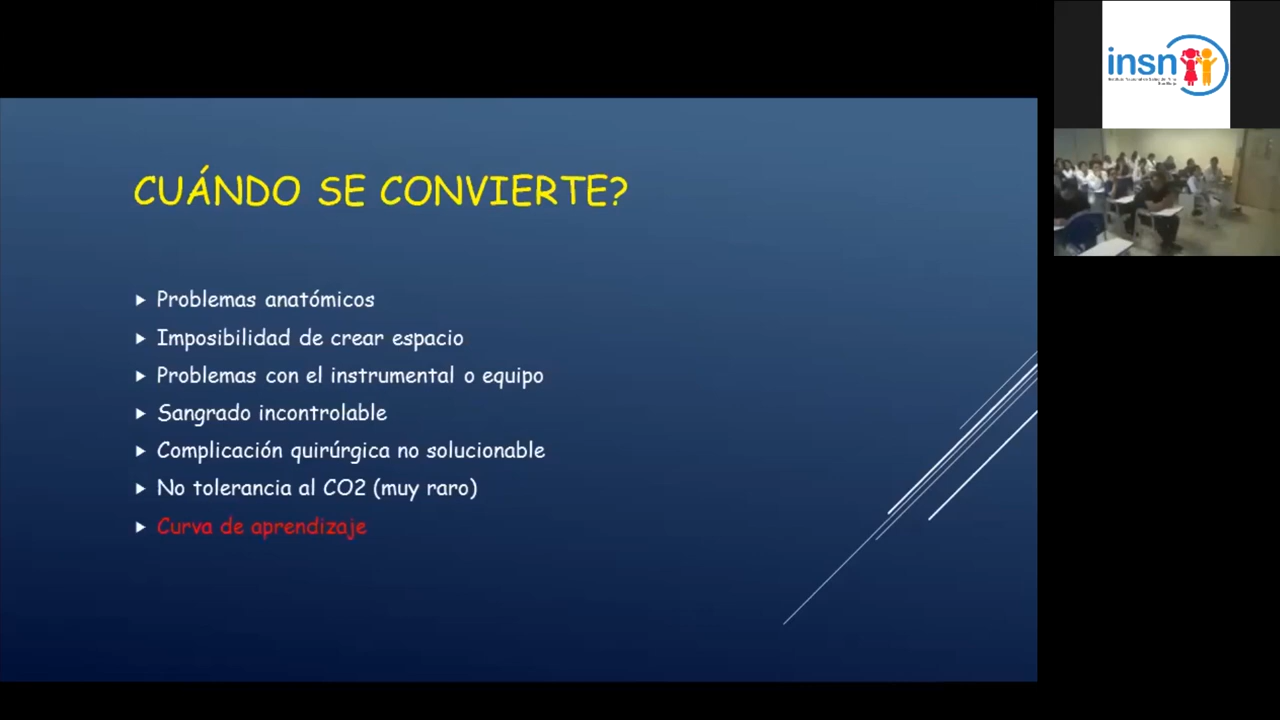 CUÁNDO SE CONVIERTE?
Problemas anatómicos
Imposibilidad de crear espacio
Problemas con el instrumental o equipo
Sangrado incontrolable
Complicación quirúrgica no solucionable
No tolerancia al CO2 (muy raro)
Curva de aprendizaje
insn